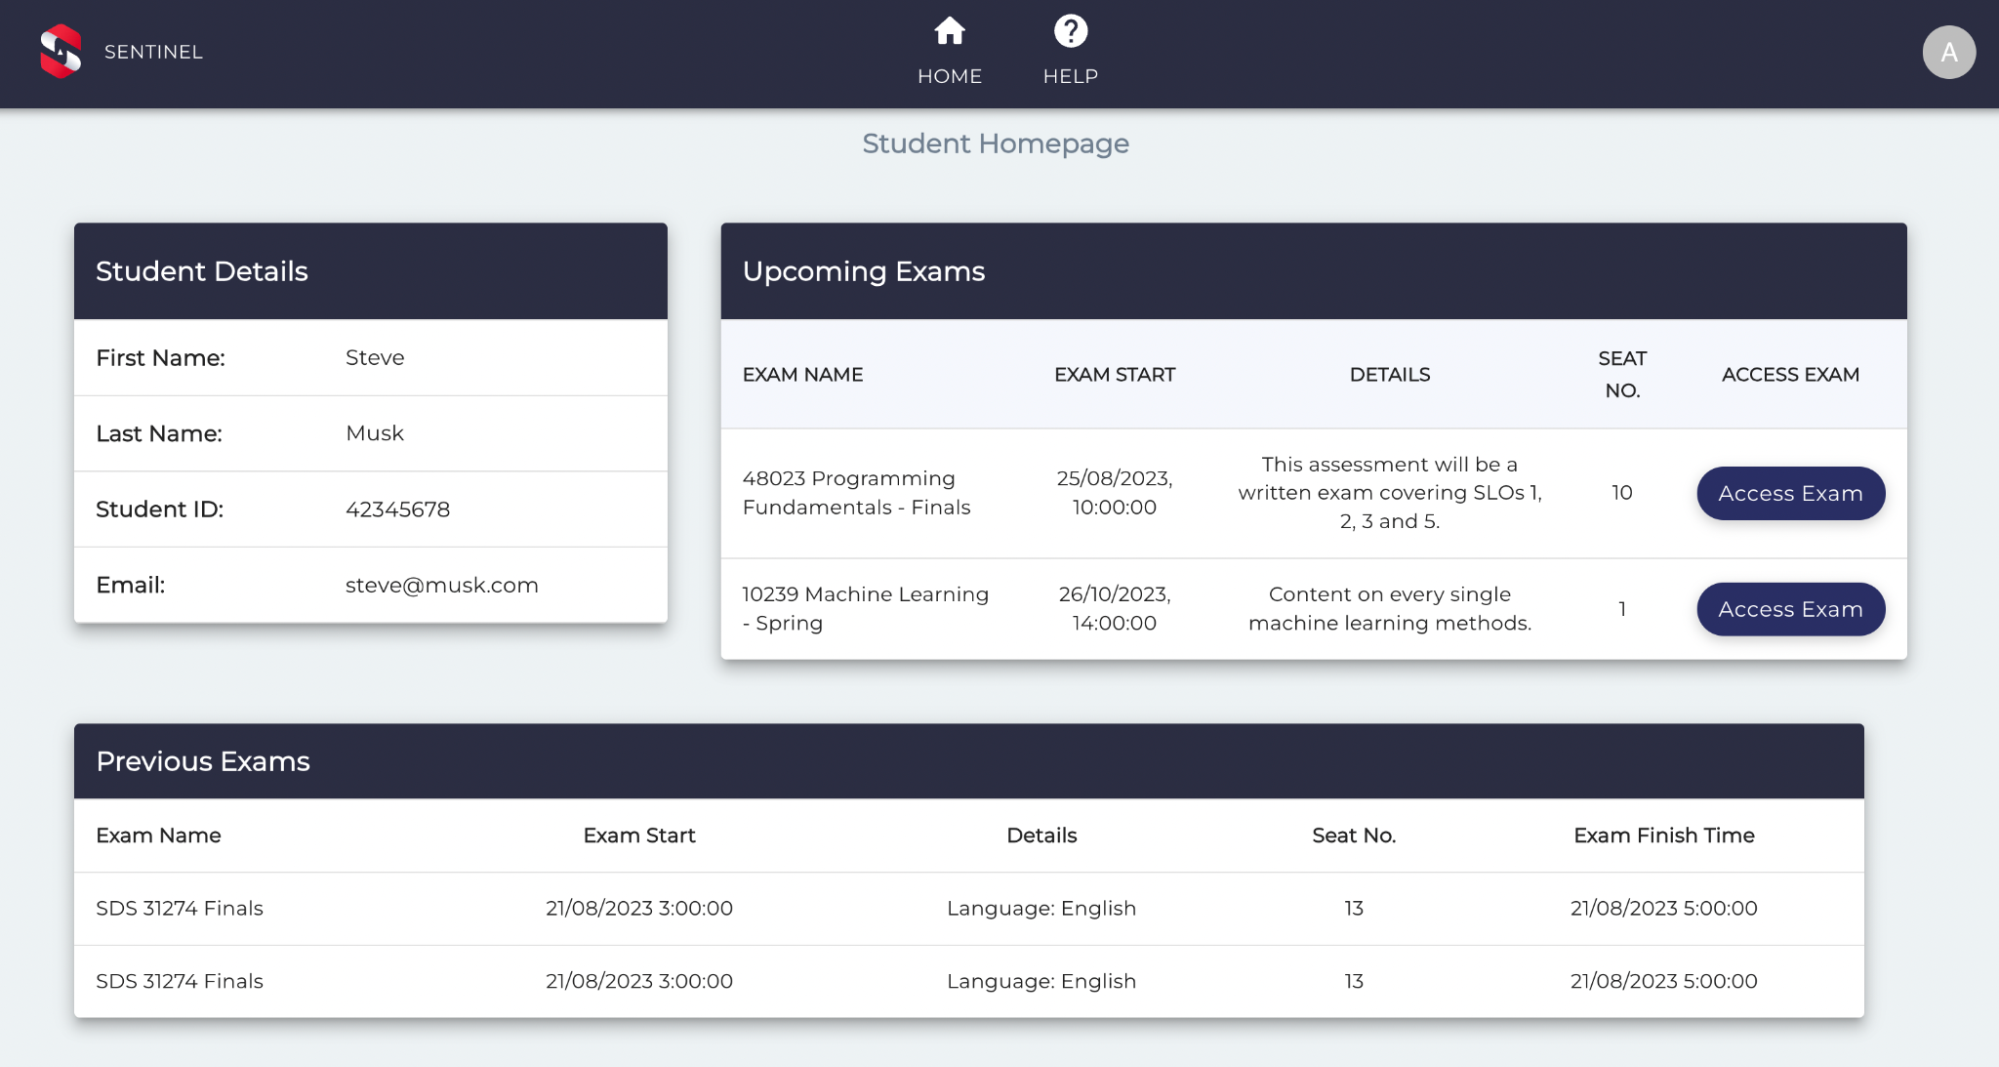 SENTINEL
HOME
HELP
A
Student Homepage
Student Details
First Name: Steve
Last Name: Musk
Student ID: 42345678
Email: steve@musk.com
Upcoming Exams
EXAM NAME EXAM START DETAILS SEAT NO. ACCESS EXAM
48023 Programming
Fundamentals - Finals
25/08/2023,
10:00:00
This assessment will be a
written exam covering SLOs 1,
2, 3 and 5.
10
Access Exam
10239 Machine Learning
- Spring
26/10/2023,
14:00:00
Content on every single
machine learning methods.
1
Access Exam
Previous Exams
Exam Name Exam Start Details Seat No. Exam Finish Time
SDS 31274 Finals 21/08/2023 3:00:00 Language: English 13 21/08/2023 5:00:00
SDS 31274 Finals 21/08/2023 3:00:00 Language: English 13 21/08/2023 5:00:00